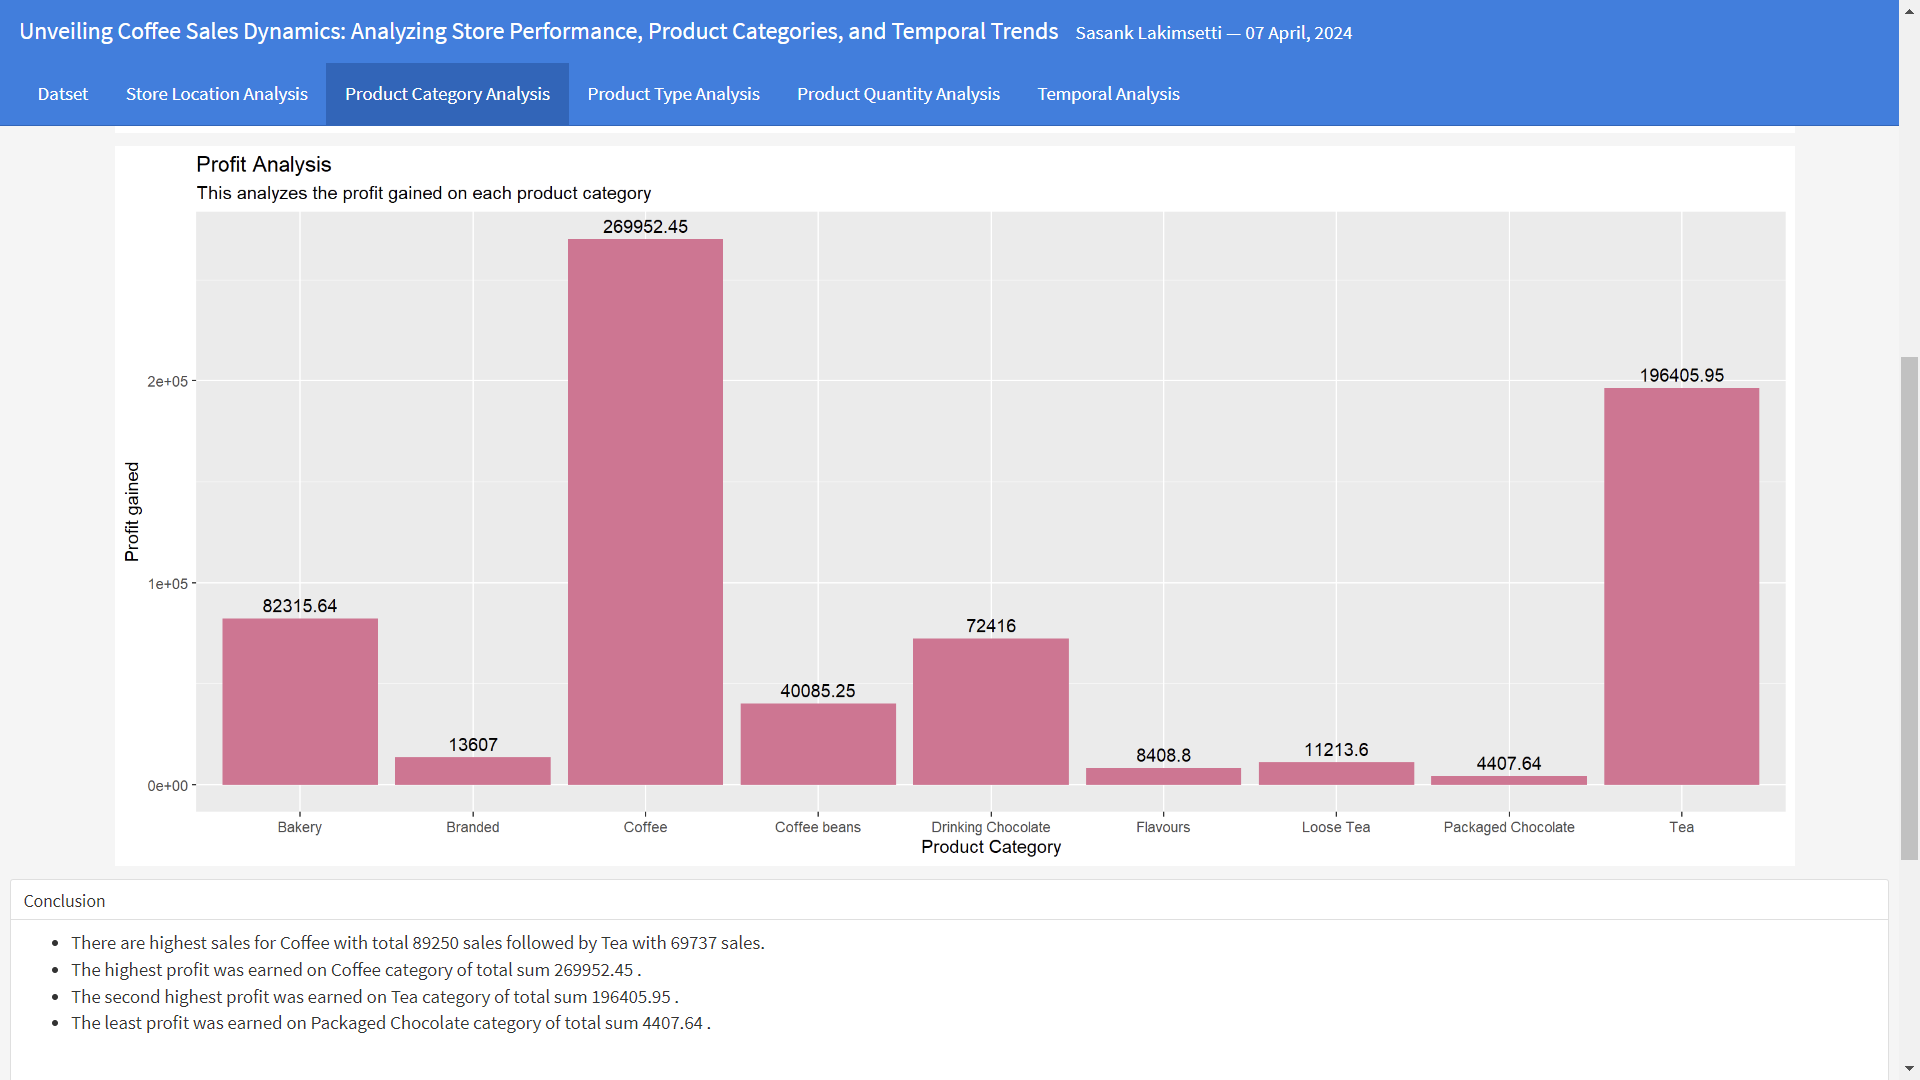 Unveiling Coffee Sales Dynamics: Analyzing Store Performance, Product Categories, and Temporal Trends Sasank Lakimsetti — 07 April, 2024
Datset Store Location Analysis Product Category Analysis Product Type Analysis Product Quantity Analysis Temporal Analysis
Profit Analysis
This analyzes the profit gained on each product category
269952.45
196405.95
2e+05
Profit gained
1e+05
82315.64
72416
40085.25
13607
8408.8
11213.6
4407.64
0e+00
Bakery Branded Coffee Coffee beans Drinking Chocolate Flavours Loose Tea Packaged Chocolate Tea
Product Category
Conclusion
• There are highest sales for Coffee with total 89250 sales followed by Tea with 69737 sales.
• The highest profit was earned on Coffee category of total sum 269952.45 .
• The second highest profit was earned on Tea category of total sum 196405.95 .
• The least profit was earned on Packaged Chocolate category of total sum 4407.64 .